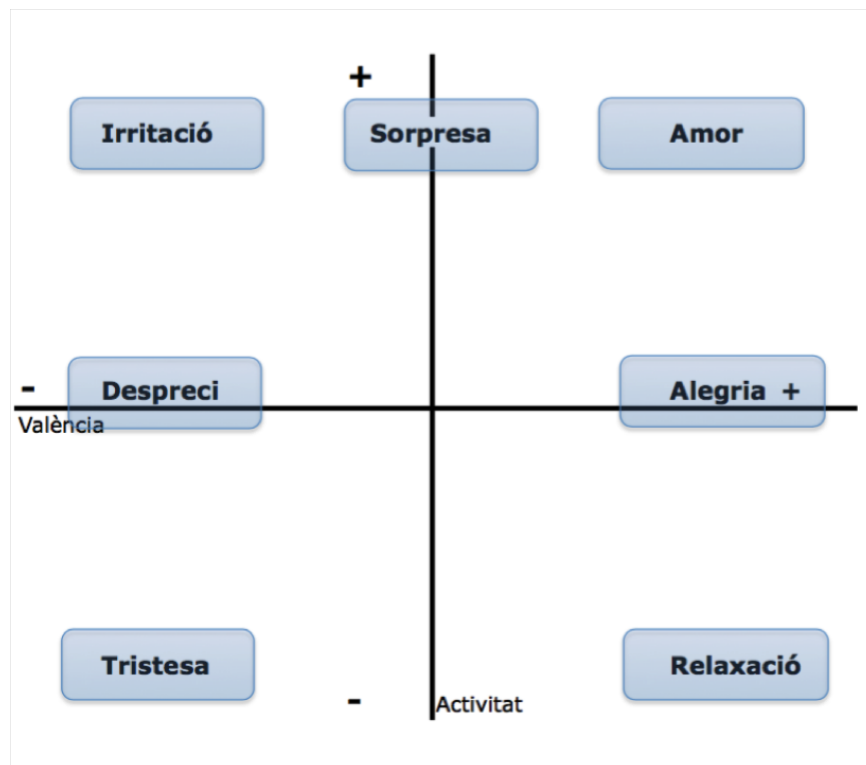 +
Irritació
Sorpresa
Amor
-
Despreci
Alegria +
València
Tristesa
Relaxació
-
Activitat